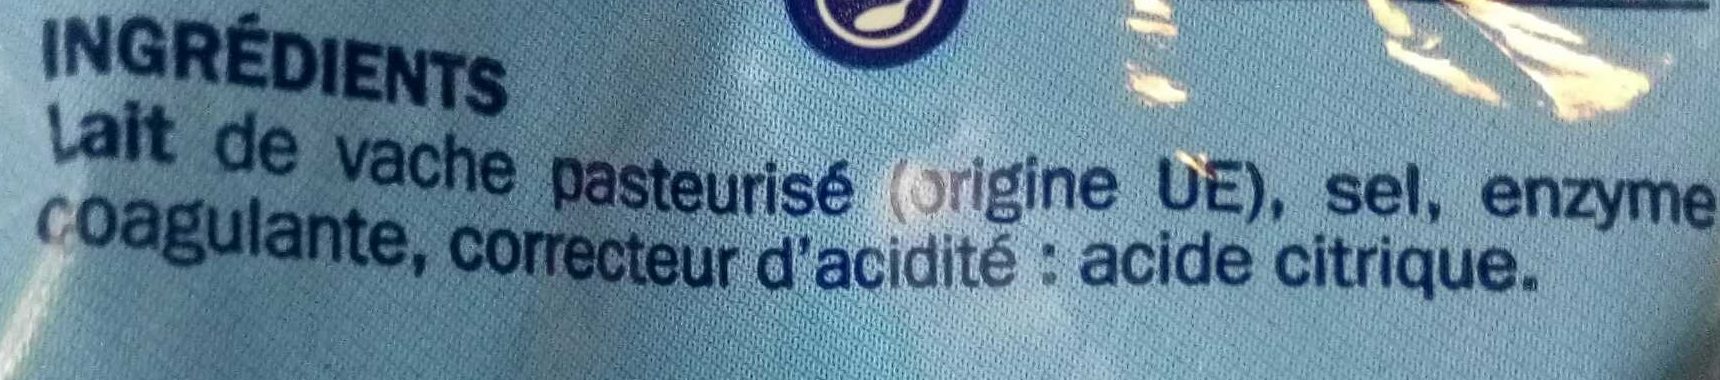 INGRÉDIENTS
Lait de vache pasteurisé (origine UE), sel, enzyme
coagulante, correcteur d'acidité : acide citrique.